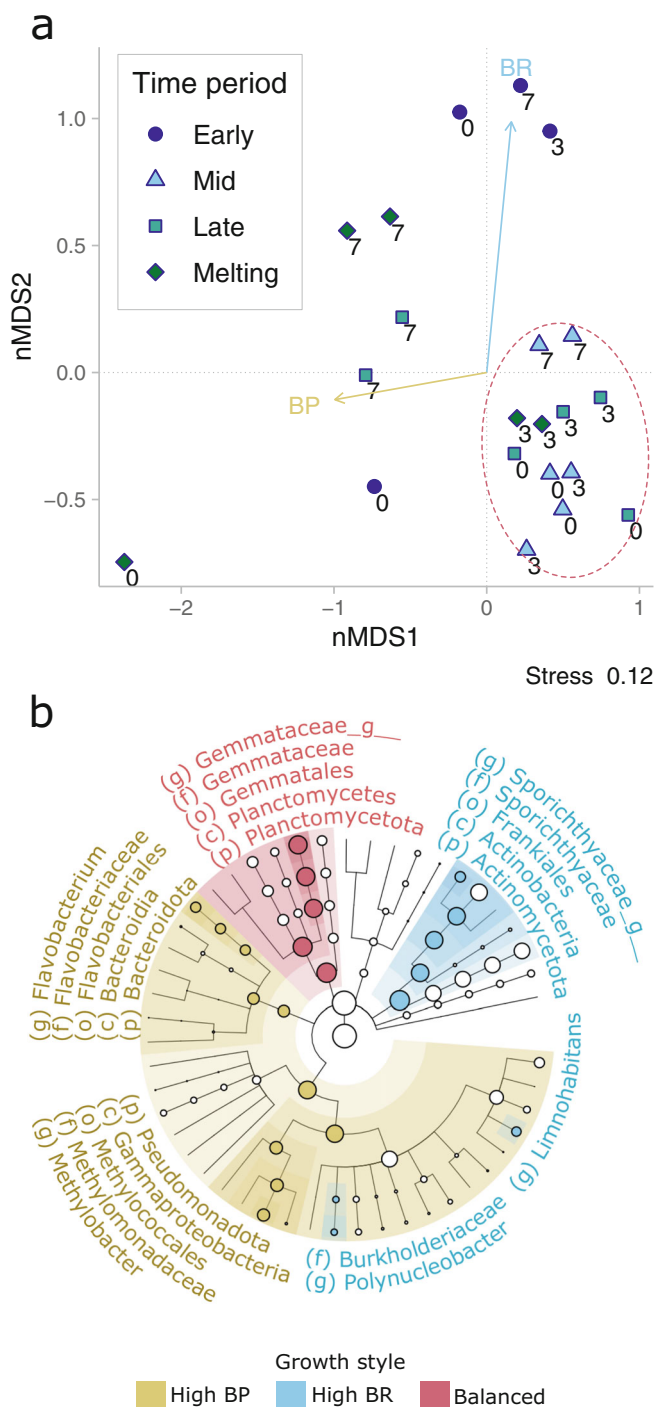 a
BR
Time period
Early
Mid
Late
Melting
0
7
3
7
7
7
7
BP
7
7
3
3
3
3
0
0
3
0
0
3
0
0
1.0
0.5
0.0
−0.5
nMDS2
−2
−1
0
1
nMDS1
Stress 0.12
b
(g) Gemmataceae_g__
(f) Gemmataceae
(o) Gemmatales
(c) Planctomycetes
(p) Planctomycetota
(g) Sporichthyaceae_g__
(f) Sporichthyaceae
(o) Frankiales
(c) Actinobacteria
(p) Actinomycetota
(g) Flavobacterium
(f) Flavobacteriaceae
(o) Flavobacteriales
(c) Bacteroidia
(p) Bacteroidota
(g) Limnohabitans
(p) Pseudomonadota
(c) Gammaproteobacteria
(o) Methylococcales
(f) Methylomonadaceae
(g) Methylobacter
(f) Burkholderiaceae
(g) Polynucleobacter
Growth style
High BP
High BR
Balanced